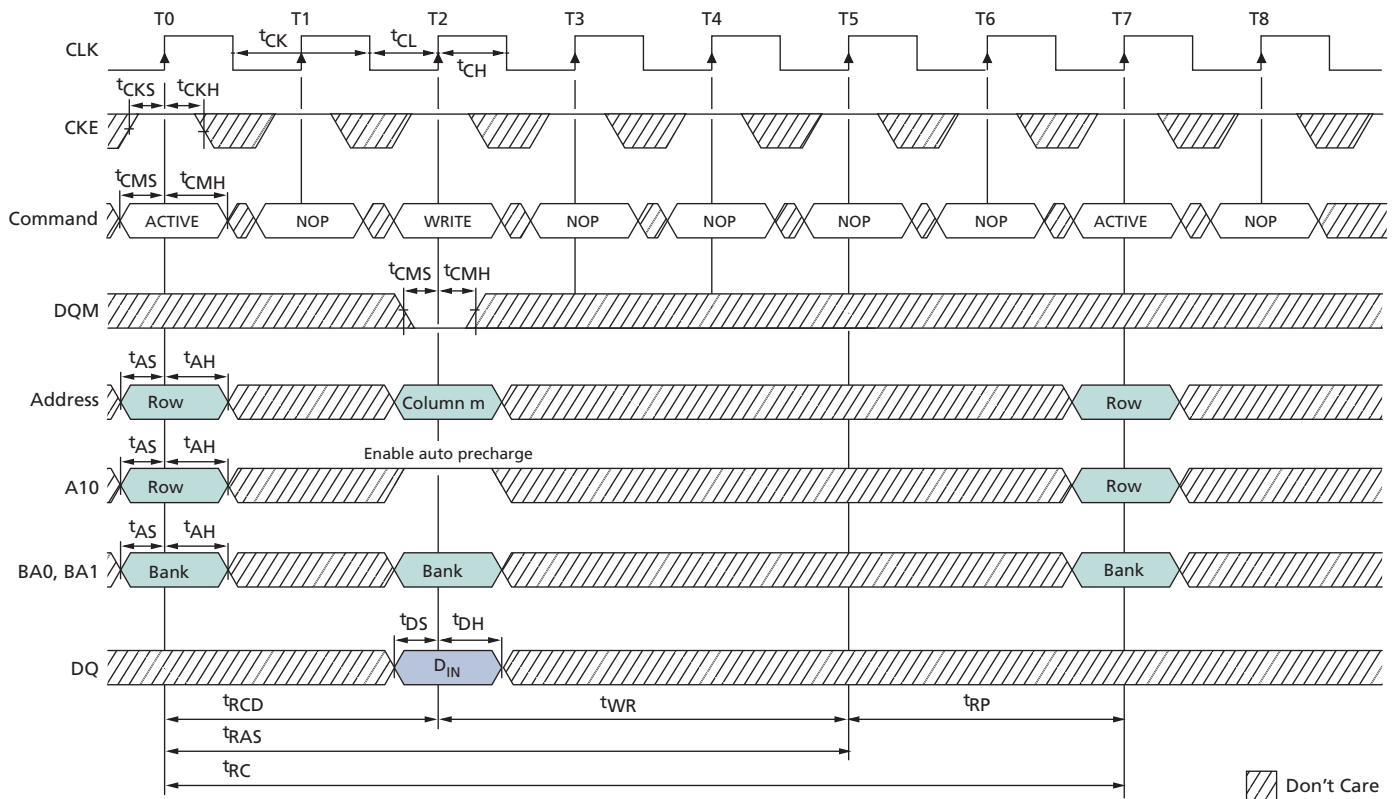 T0 T1 T2 T3 T4 T5 T6 T7 T8
CLK
tCK tCL
tCH
tCKS tCKH
CKE
tCMS tCMH
Command ACTIVE NOP WRITE NOP NOP NOP NOP ACTIVE NOP
tCMS tCMH
DQM
tAS tAH
Address Row Column m Row
tAS tAH Enable auto precharge
A10 Row Row
tAS tAH
BA0, BA1 Bank Bank Bank
tDS tDH
DQ DIN
tRCD tWR tRP
tRAS
tRC
Don't Care